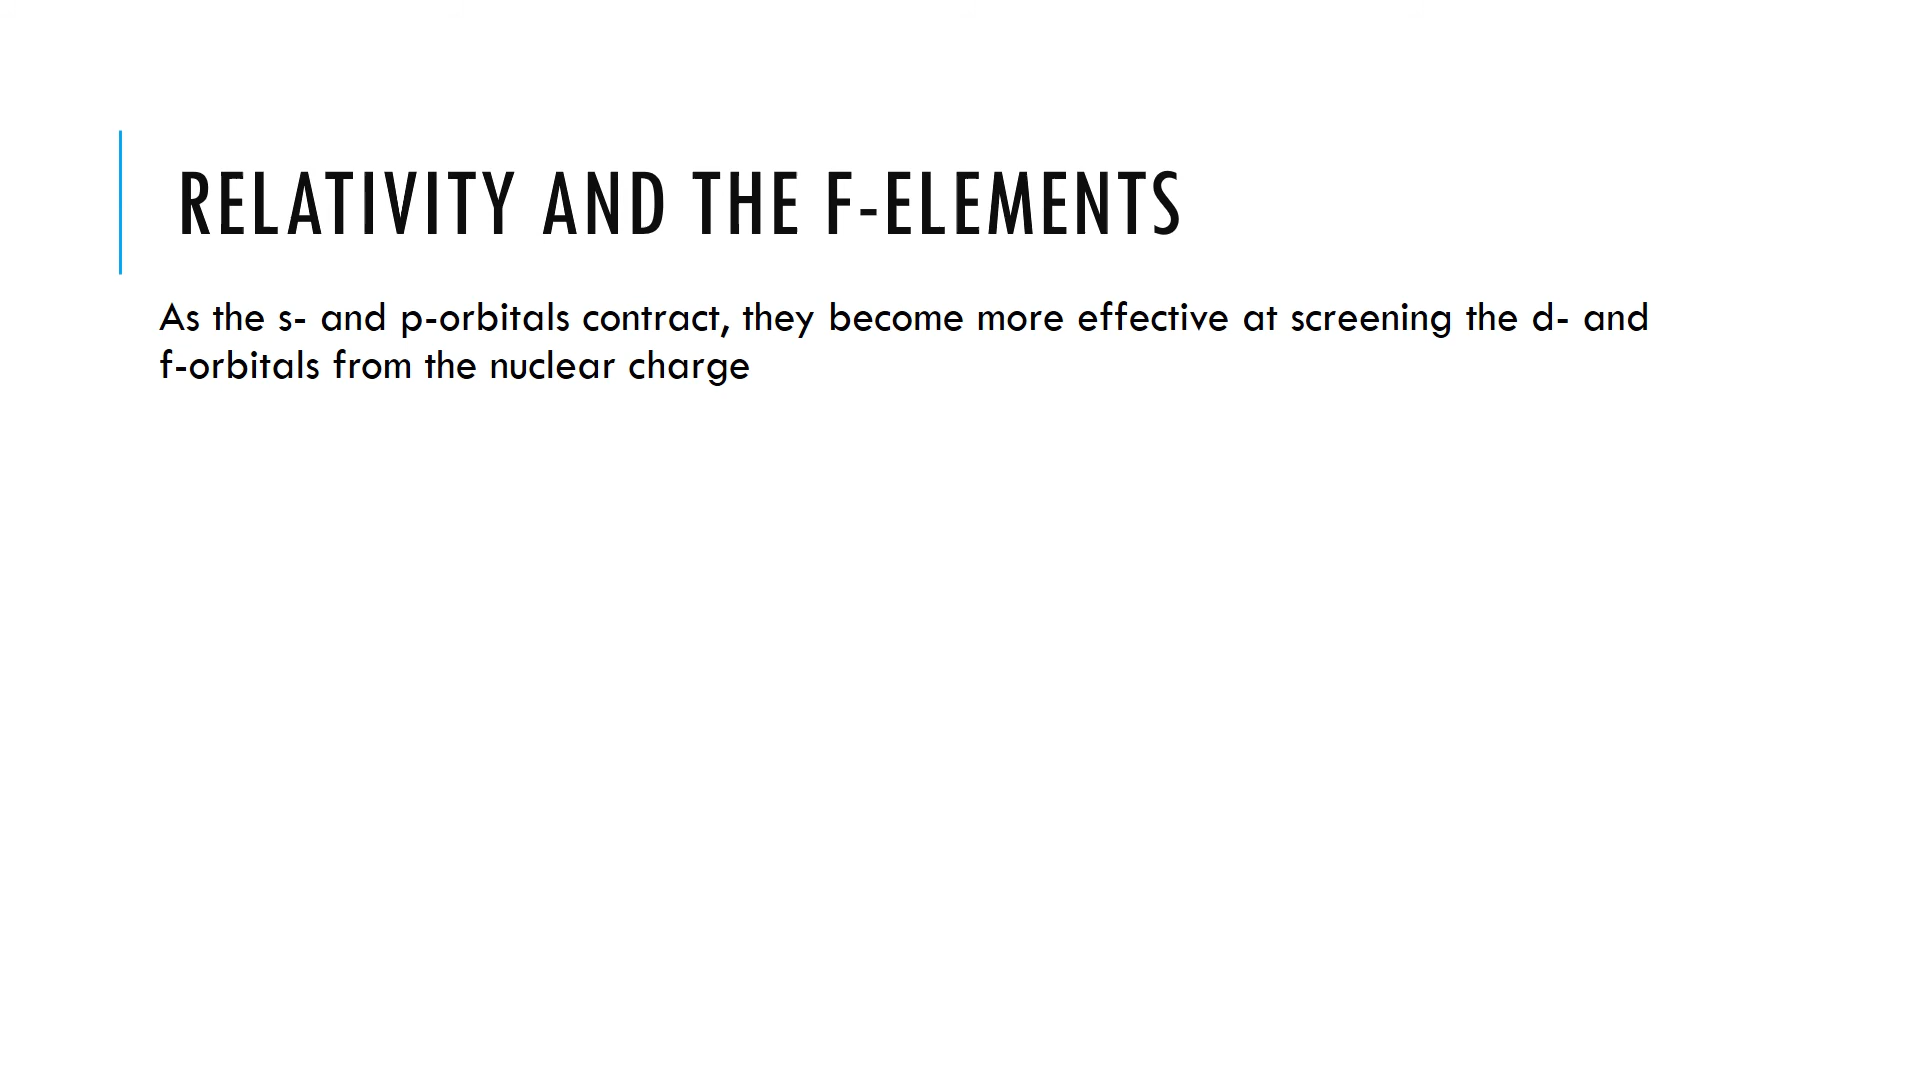 RELATIVITY AND THE F-ELEMENTS
As the s- and p-orbitals contract, they become more effective at screening the d- and
f-orbitals from the nuclear charge